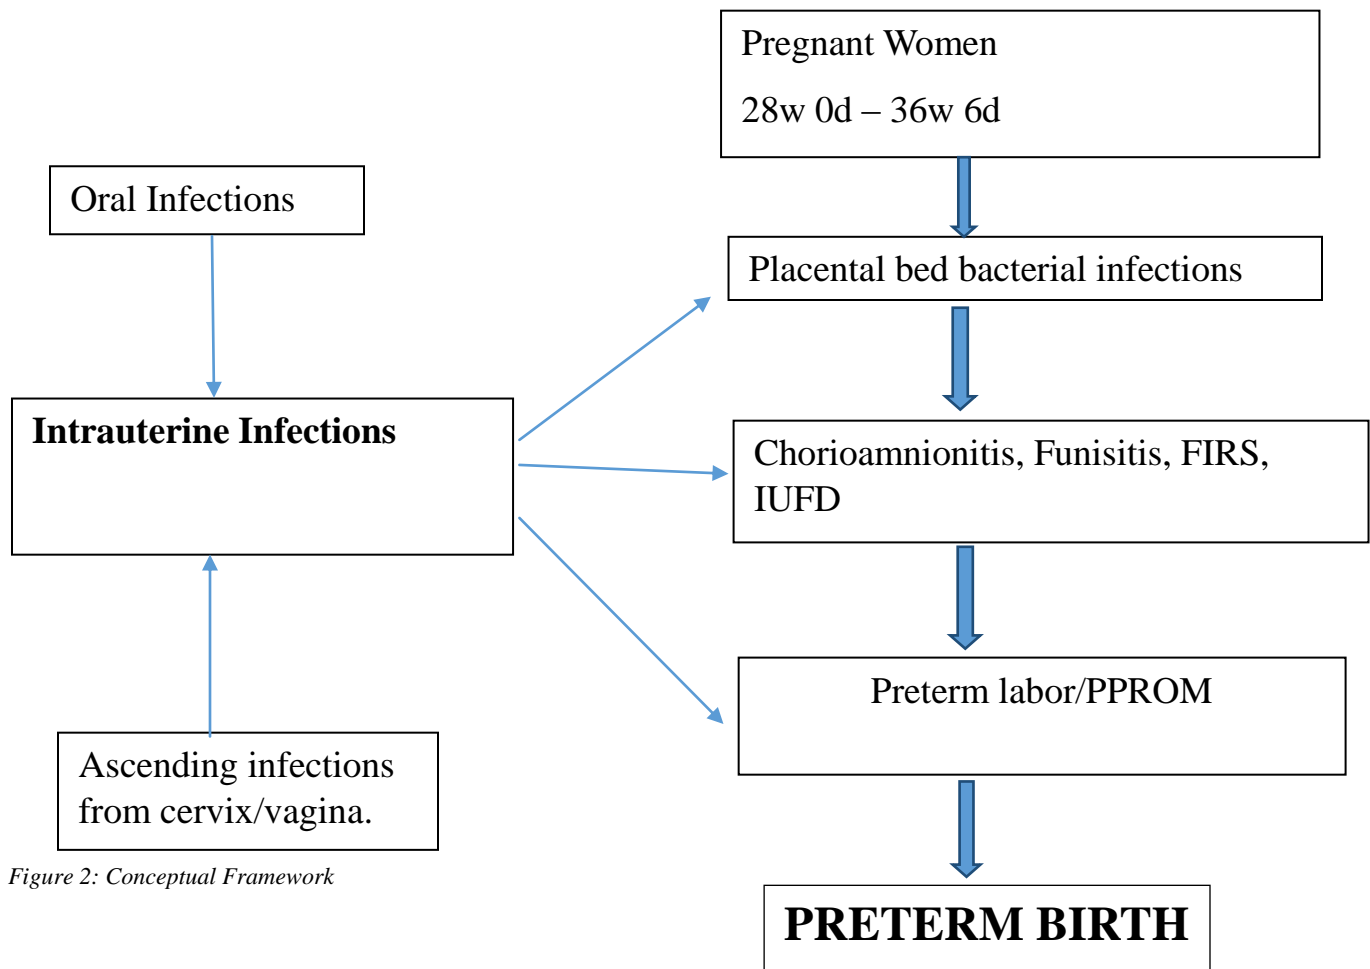 Pregnant Women
28w 0d – 36w 6d
Oral Infections
Placental bed bacterial infections
Intrauterine Infections
Chorioamnionitis, Funisitis, FIRS,
IUFD
Preterm labor/PPROM
Ascending infections
from cervix/vagina.
Figure 2: Conceptual Framework
PRETERM BIRTH